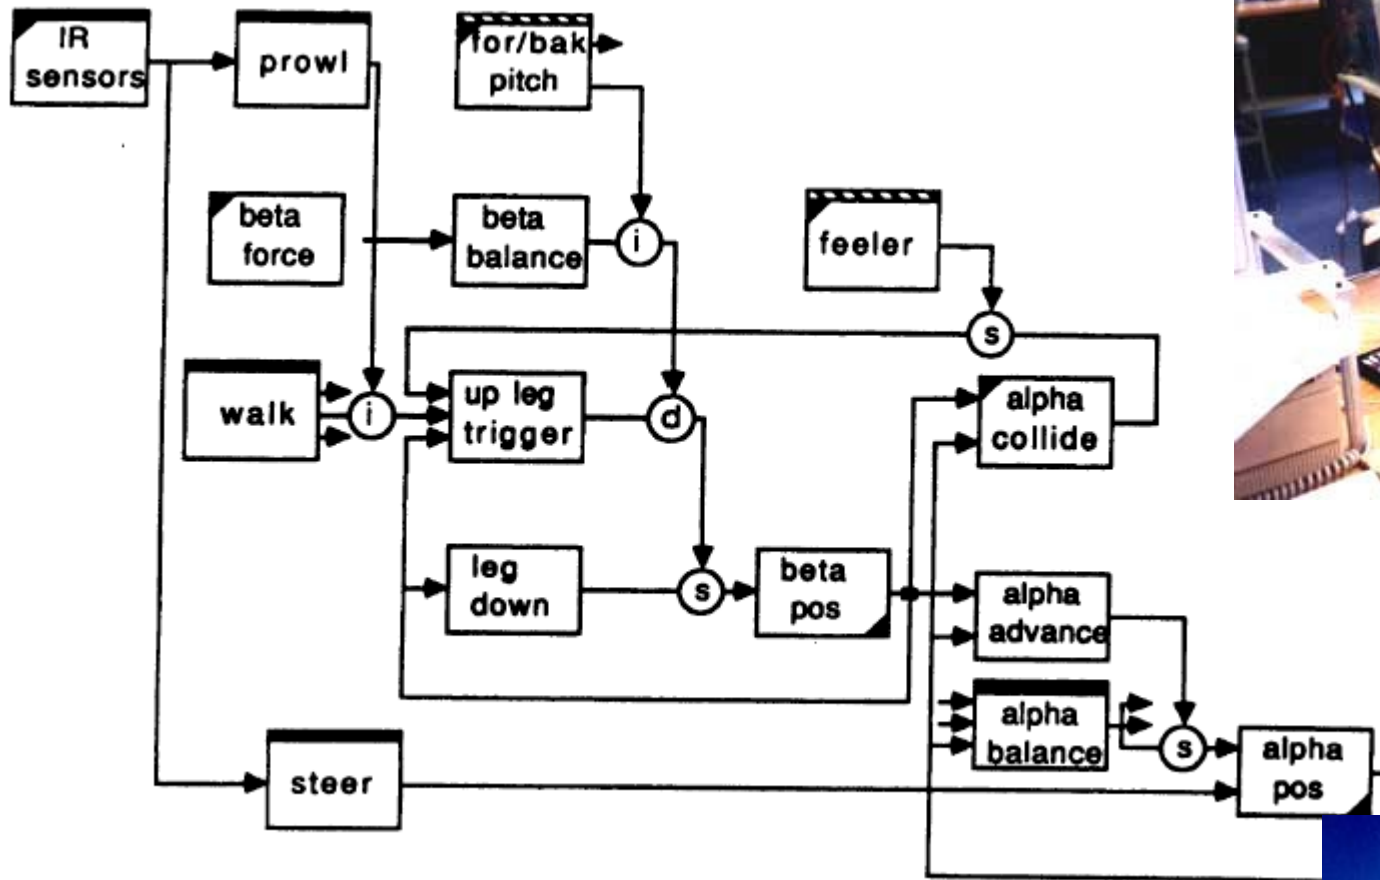 IR
sensors
prowl
for/bak
pitch
beta
force
beta
balance
i
feeler
s
walk
i
up leg
trigger
d
alpha
collide
leg
down
s
beta
pos
alpha
advance
alpha
balance
s
alpha
pos
steer